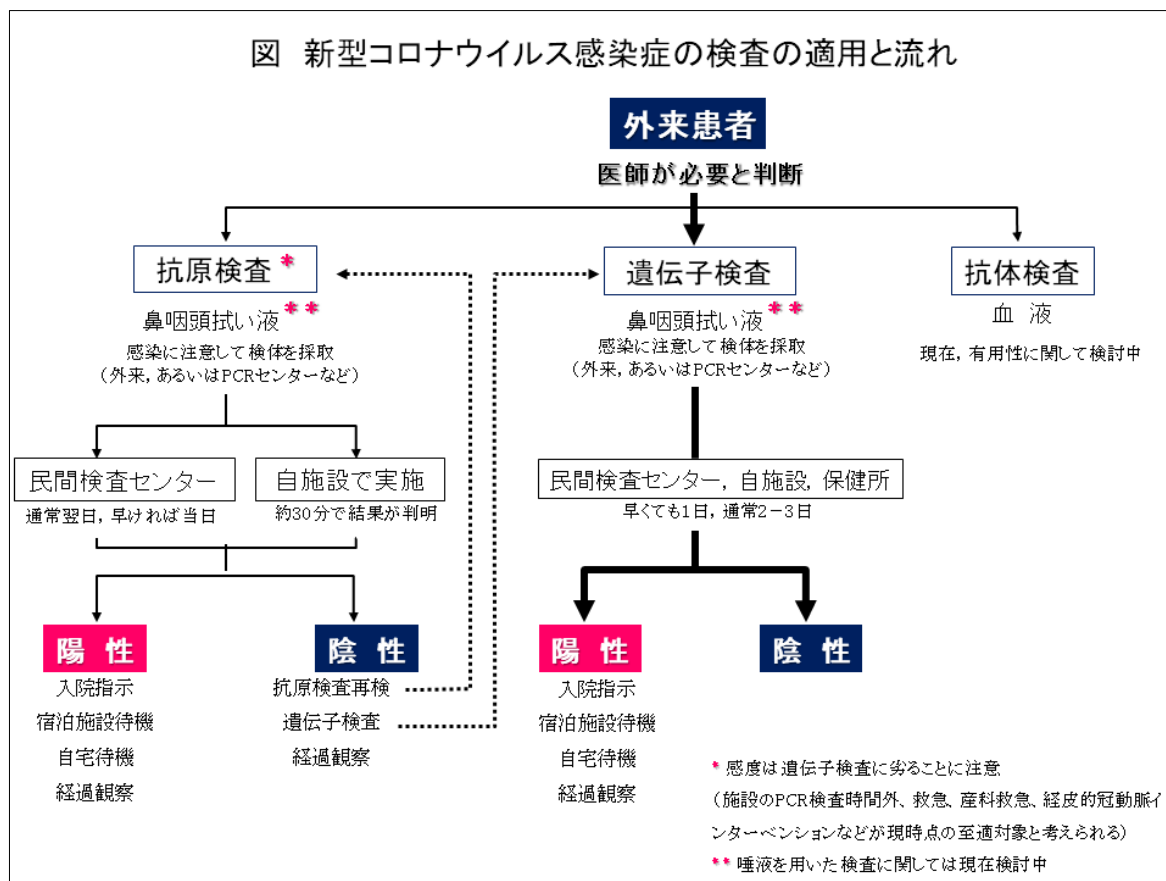 図 新型コロナウイルス感染症の検査の適用と流れ
外来患者
医師が必要と判断
抗原検査*
鼻咽頭拭い液**
感染に注意して検体を採取
(外来，あるいはPCRセンターなど)
民間検査センター
通常翌日，早ければ当日
自施設で実施
約30分で結果が判明
陽 性
入院指示
宿泊施設待機
自宅待機
経過観察
陰 性
抗原検査再検
遺伝子検査
経過観察
遺伝子検査
鼻咽頭拭い液**
感染に注意して検体を採取
(外来，あるいはPCRセンターなど)
民間検査センター，自施設，保健所
早くても1日，通常2－3日
陽 性
入院指示
宿泊施設待機
自宅待機
経過観察
陰 性
抗体検査
血 液
現在，有用性に関して検討中
* 感度は遺伝子検査に劣ることに注意
(施設のPCR検査時間外、救急、産科救急、経皮的冠動脈イ
ンターベンションなどが現時点の至適対象と考えられる)
** 唾液を用いた検査に関しては現在検討中